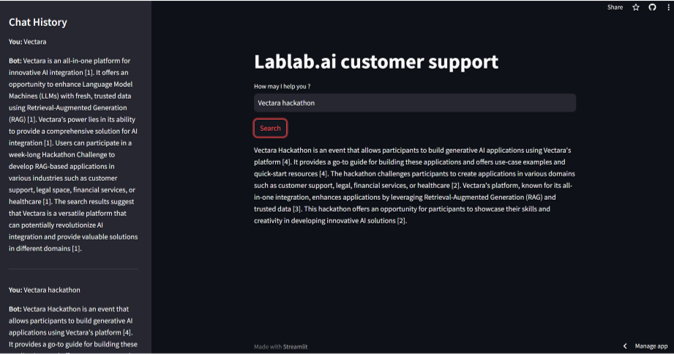 Chat History
You: Vectara
Bot: Vectara is an all-in-one platform for
innovative AI integration [1]. It offers an
opportunity to enhance Language Model
Machines (LLMs) with fresh, trusted data
using Retrieval-Augmented Generation
(RAG) [1]. Vectara's power lies in its ability
to provide a comprehensive solution for AI
integration [1]. Users can participate in a
week-long Hackathon Challenge to
develop RAG-based applications in
various industries such as customer
support, legal space, financial services, or
healthcare [1]. The search results suggest
that Vectara is a versatile platform that
can potentially revolutionize AI
integration and provide valuable solutions
in different domains [1].
You: Vectara hackathon
Bot: Vectara Hackathon is an event that
allows participants to build generative AI
applications using Vectara's platform [4].
It provides a go-to guide for building these
Share
Lablab.ai customer support
How may I help you ?
Vectara hackathon
Search
Vectara Hackathon is an event that allows participants to build generative AI applications using Vectara's
platform [4]. It provides a go-to guide for building these applications and offers use-case examples and
quick-start resources [4]. The hackathon challenges participants to create applications in various domains
such as customer support, legal, financial services, or healthcare [2]. Vectara's platform, known for its all-
in-one integration, enhances applications by leveraging Retrieval-Augmented Generation (RAG) and
trusted data [3]. This hackathon offers an opportunity for participants to showcase their skills and
creativity in developing innovative AI solutions [2].
Made with Streamlit
Manage app